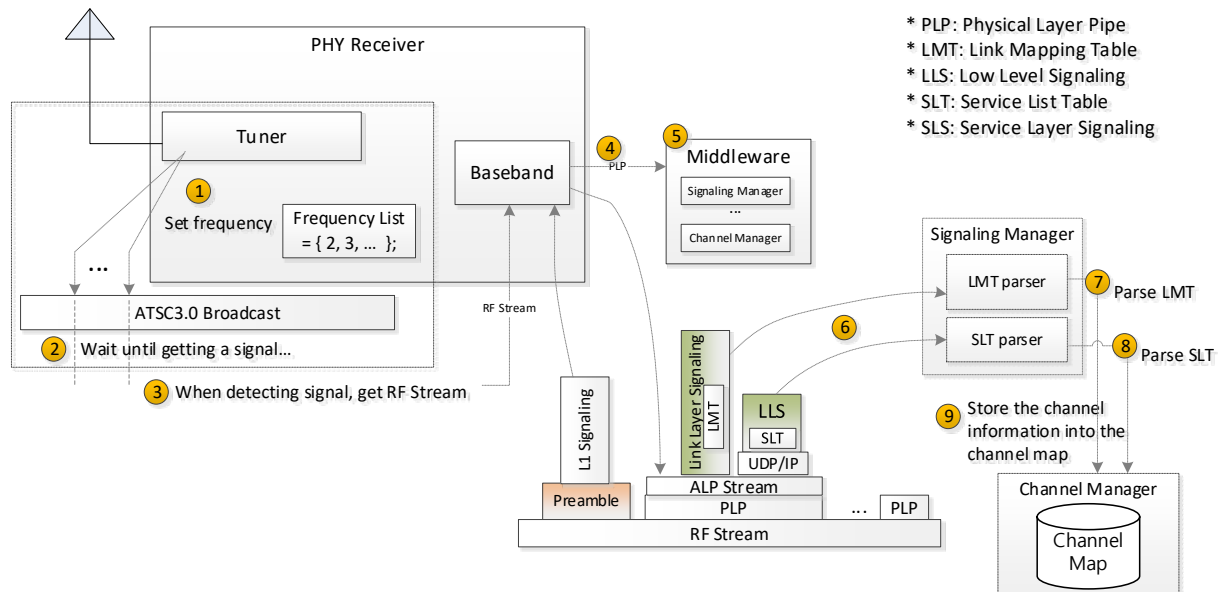 PHY Receiver
* PLP: Physical Layer Pipe
* LMT: Link Mapping Table
* LLS: Low Level Signaling
* SLT: Service List Table
* SLS: Service Layer Signaling
Tuner
1
Set frequency
Frequency List
= { 2, 3, ... };
Baseband
4
PLP
5
Middleware
Signaling Manager
...
Channel Manager
...
ATSC3.0 Broadcast
2
Wait until getting a signal...
3
When detecting signal, get RF Stream
RF Stream
Signaling Manager
LMT parser
SLT parser
6
7
Parse LMT
8
Parse SLT
9
Store the channel
information into the
channel map
L1 Signaling
Preamble
Link Layer Signaling
LMT
LLS
SLT
UDP/IP
ALP Stream
PLP
...
PLP
RF Stream
Channel Manager
Channel
Map